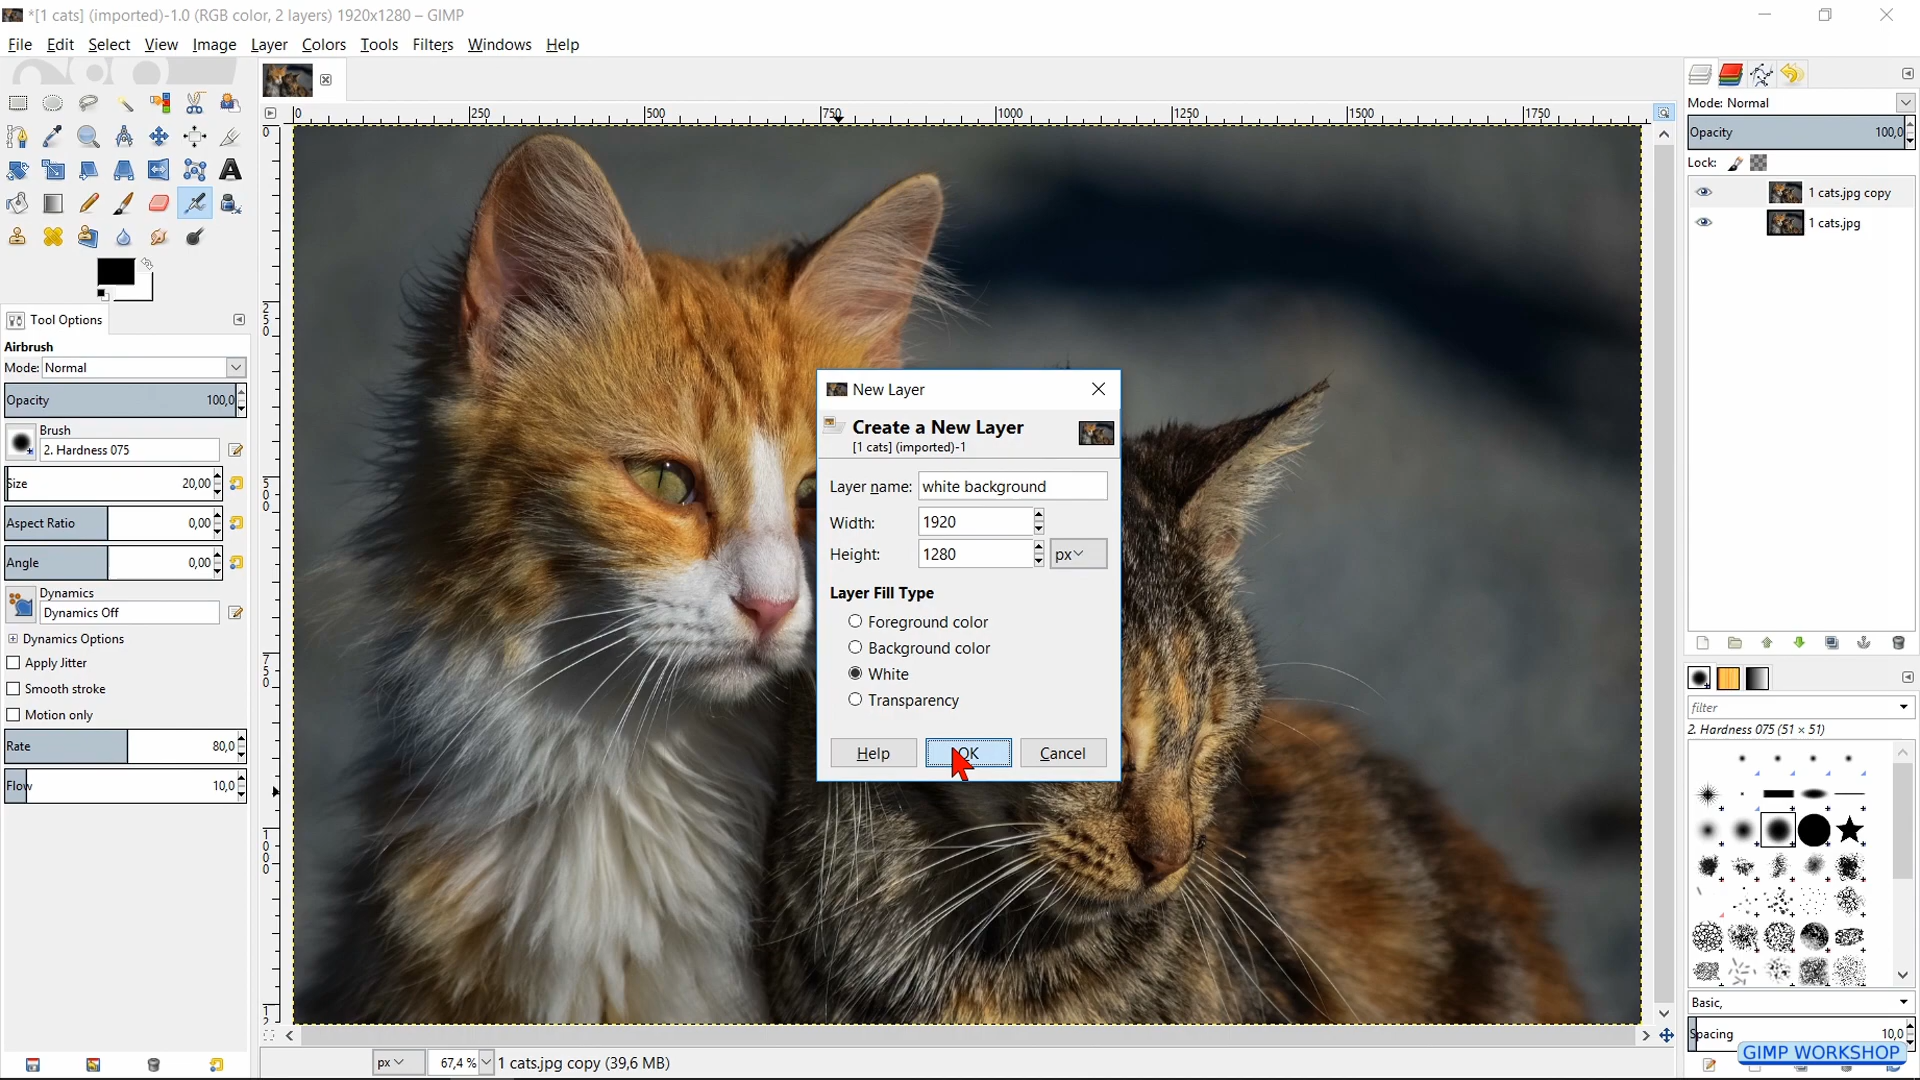 *[1 cats] (imported)-1.0 (RGB color, 2 layers) 1920x1280 – GIMP
File Edit Select View Image Layer Colors Tools Filters Windows Help
0 250 500 750 1000 1250 1500 1750
Mode: Normal
Opacity 100,0
Lock:
1 cats.jpg copy
1 cats.jpg
Tool Options
Airbrush
Mode: Normal
Opacity 100,0
Brush
2. Hardness 075
Size 20,00
Aspect Ratio 0,00
Angle 0,00
Dynamics
Dynamics Off
Dynamics Options
Apply Jitter
Smooth stroke
Motion only
Rate 80,0
Flow 10,0
0
250
500
750
1000
12
New Layer
Create a New Layer
[1 cats] (imported)-1
Layer name: white background
Width: 1920
Height: 1280 px
Layer Fill Type
Foreground color
Background color
White
Transparency
Help OK Cancel
filter
2. Hardness 075 (51 × 51)
Basic,
Spacing 10,0
GIMP WORKSHOP
px 67,4 % 1 cats.jpg copy (39,6 MB)